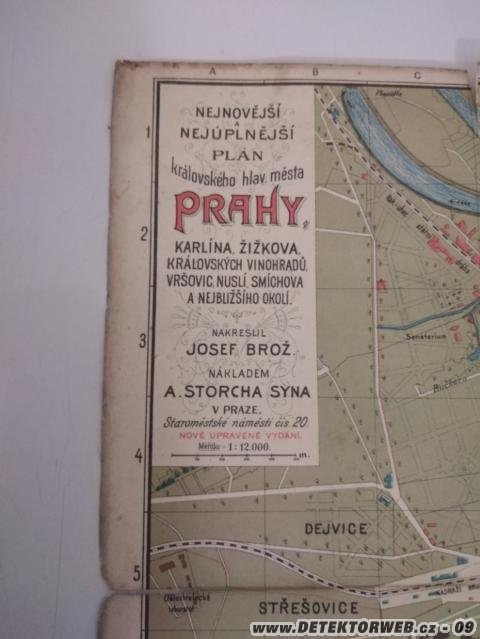 A B C
1
2
3
4
5
NEJNOVĚJŠÍ
A
NEJÚPLNĚJŠÍ
PLÁN
královského hlav. města
PRAHY,
KARLÍNA, ŽIŽKOVA,
KRÁLOVSKÝCH VINOHRADŮ,
VRŠOVIC, NUSLÍ, SMÍCHOVA
A NEJBLIŽŠÍHO OKOLÍ.
NAKRESLIL
JOSEF BROŽ.
NÁKLADEM
A. STORCHA SYNA
V PRAZE,
Staroměstské náměstí čís. 20
NOVĚ UPRAVENÉ VYDÁNÍ.
Měřítko - 1 : 12.000.
m.
Sanatorium
DEJVICE
STŘEŠOVICE
NÁDRAŽÍ
www.DETEKTORWEB.cz - 09